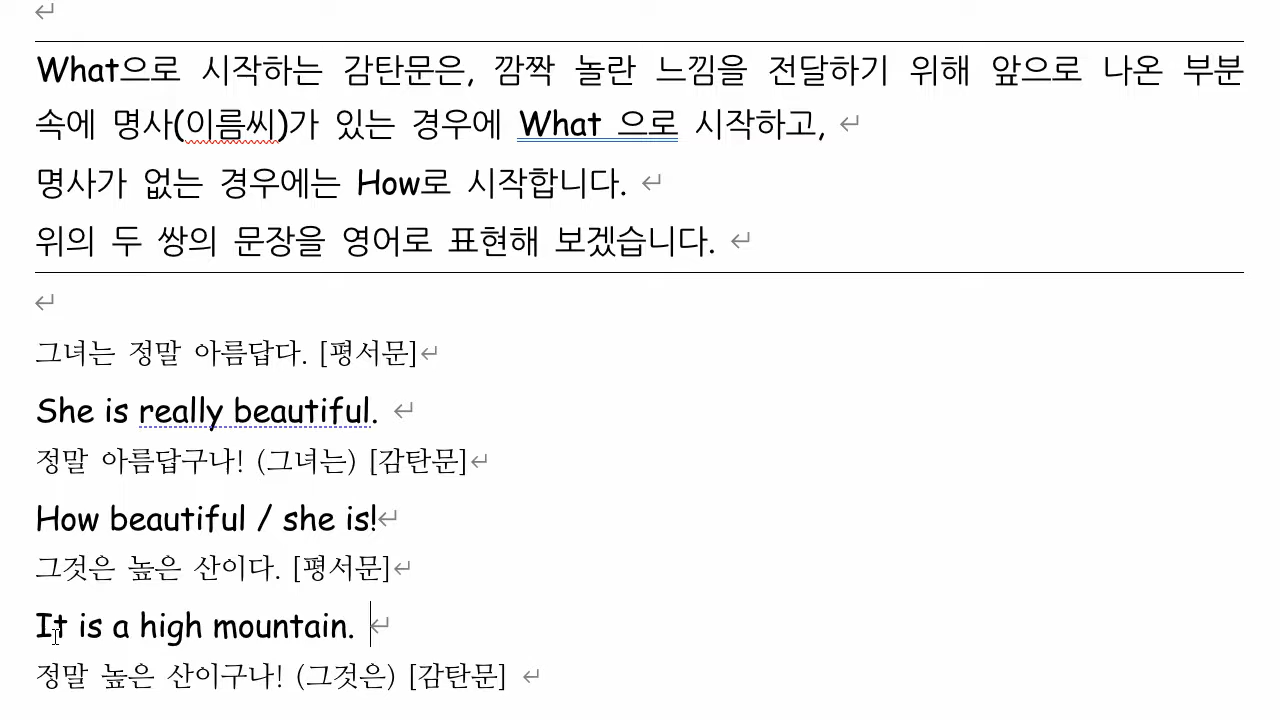 What으로 시작하는 감탄문은, 깜짝 놀란 느낌을 전달하기 위해 앞으로 나온 부분
속에 명사(이름씨)가 있는 경우에 What 으로 시작하고,
명사가 없는 경우에는 How로 시작합니다.
위의 두 쌍의 문장을 영어로 표현해 보겠습니다.
그녀는 정말 아름답다. [평서문]
She is really beautiful.
정말 아름답구나! (그녀는) [감탄문]
How beautiful / she is!
그것은 높은 산이다. [평서문]
It is a high mountain.
정말 높은 산이구나! (그것은) [감탄문]